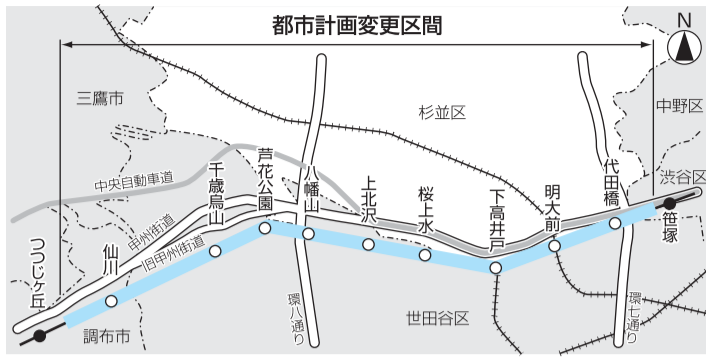 都市計画変更区間
N
三鷹市
杉並区
中野区
渋谷区
中央自動車道
甲州街道
旧甲州街道
つつじヶ丘
仙川
千歳烏山
芦花公園
八幡山
上北沢
桜上水
下高井戸
明大前
代田橋
笹塚
環八通り
環七通り
調布市
世田谷区